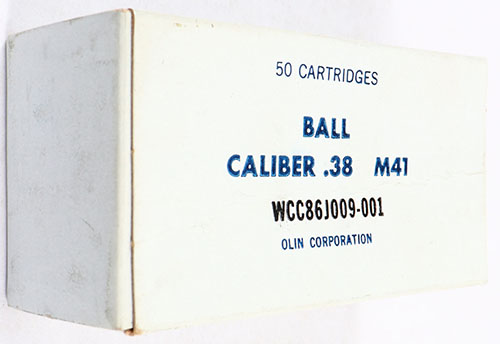 50 CARTRIDGES
BALL
CALIBER .38 M41
WCC86J009-001
OLIN CORPORATION